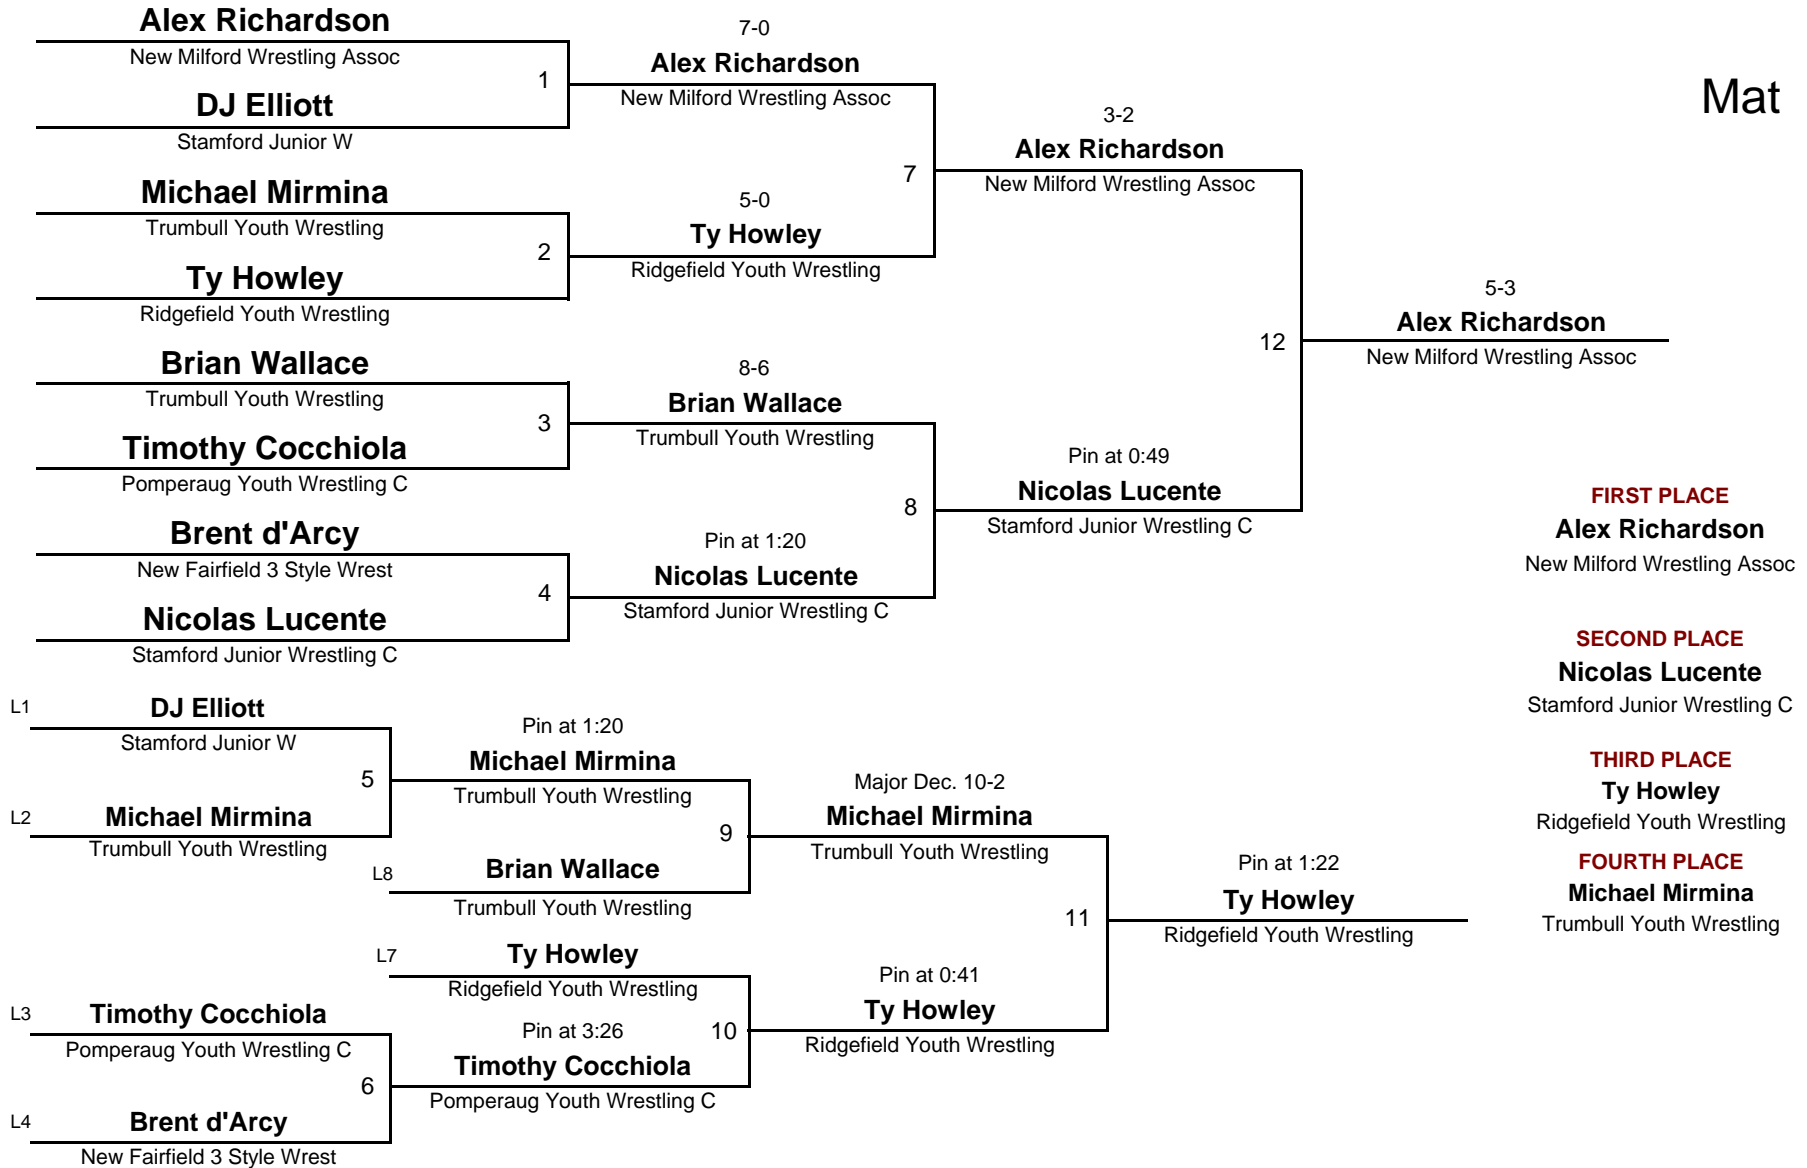 Alex Richardson
New Milford Wrestling Assoc
1
DJ Elliott
Stamford Junior W
Michael Mirmina
Trumbull Youth Wrestling
2
Ty Howley
Ridgefield Youth Wrestling
Brian Wallace
Trumbull Youth Wrestling
3
Timothy Cocchiola
Pomperaug Youth Wrestling C
Brent d'Arcy
New Fairfield 3 Style Wrest
4
Nicolas Lucente
Stamford Junior Wrestling C
7-0
Alex Richardson
New Milford Wrestling Assoc
7
5-0
Ty Howley
Ridgefield Youth Wrestling
8-6
Brian Wallace
Trumbull Youth Wrestling
8
Pin at 1:20
Nicolas Lucente
Stamford Junior Wrestling C
3-2
Alex Richardson
New Milford Wrestling Assoc
12
Pin at 0:49
Nicolas Lucente
Stamford Junior Wrestling C
5-3
Alex Richardson
New Milford Wrestling Assoc
Mat
L1
DJ Elliott
Stamford Junior W
5
L2
Michael Mirmina
Trumbull Youth Wrestling
L3
Timothy Cocchiola
Pomperaug Youth Wrestling C
6
L4
Brent d'Arcy
New Fairfield 3 Style Wrest
Pin at 1:20
Michael Mirmina
Trumbull Youth Wrestling
9
L8
Brian Wallace
Trumbull Youth Wrestling
L7
Ty Howley
Ridgefield Youth Wrestling
10
Pin at 3:26
Timothy Cocchiola
Pomperaug Youth Wrestling C
Major Dec. 10-2
Michael Mirmina
Trumbull Youth Wrestling
11
Pin at 0:41
Ty Howley
Ridgefield Youth Wrestling
Pin at 1:22
Ty Howley
Ridgefield Youth Wrestling
FIRST PLACE
Alex Richardson
New Milford Wrestling Assoc
SECOND PLACE
Nicolas Lucente
Stamford Junior Wrestling C
THIRD PLACE
Ty Howley
Ridgefield Youth Wrestling
FOURTH PLACE
Michael Mirmina
Trumbull Youth Wrestling